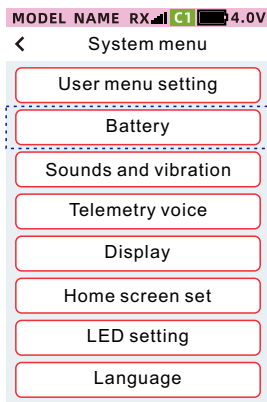 MODEL NAME RX C1 4.0V
System menu
User menu setting
Battery
Sounds and vibration
Telemetry voice
Display
Home screen set
LED setting
Language